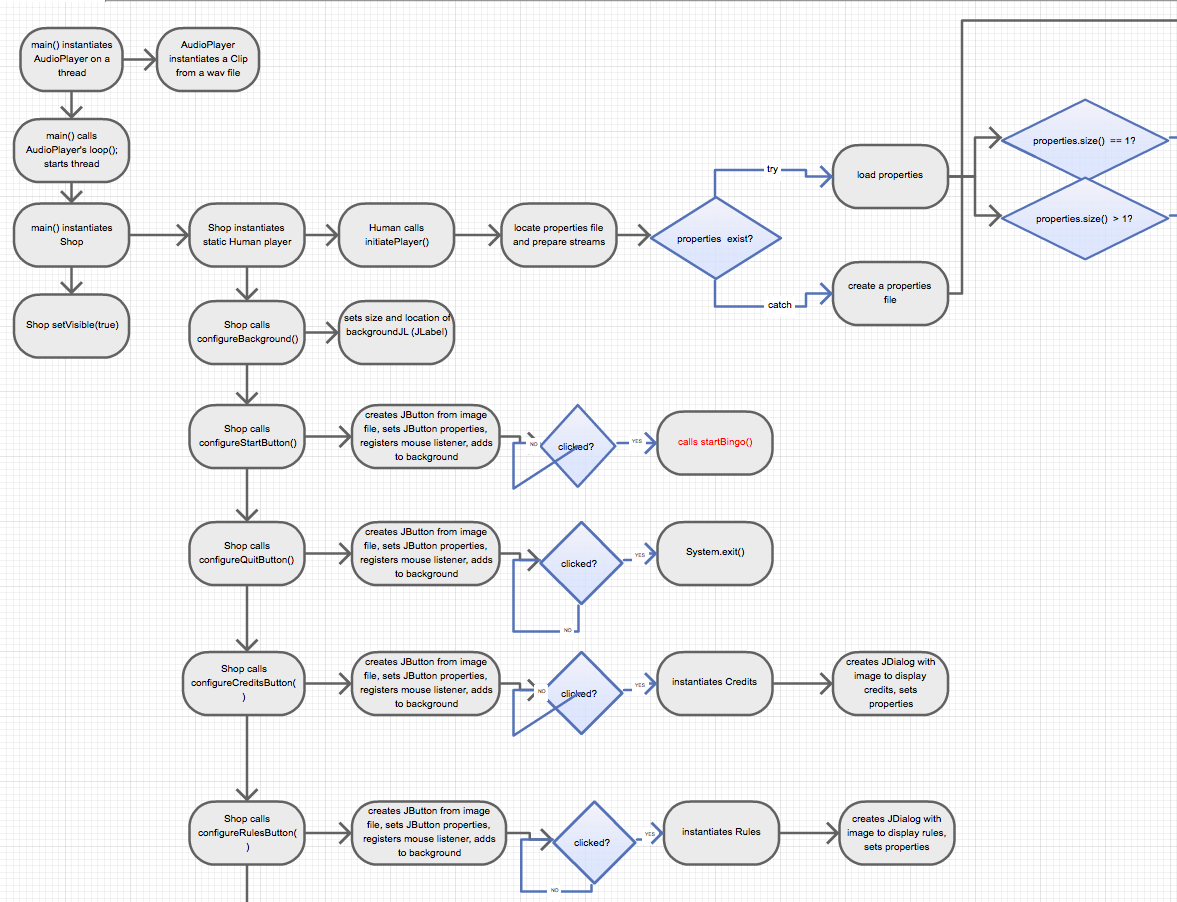 main() instantiates
AudioPlayer on a
thread
AudioPlayer
instantiates a Clip
from a wav file
main() calls
AudioPlayer's loop();
starts thread
main() instantiates
Shop
Shop setVisible(true)
Shop instantiates
static Human player
Human calls
initiatePlayer()
locate properties file
and prepare streams
properties exist?
try
load properties
catch
create a properties
file
properties.size() == 1?
properties.size() > 1?
Shop calls
configureBackground()
sets size and location of
backgroundJL (JLabel)
Shop calls
configureStartButton()
creates JButton from image
file, sets JButton properties,
registers mouse listener, adds
to background
NO
clicked?
YES
calls startBingo()
Shop calls
configureQuitButton()
creates JButton from image
file, sets JButton properties,
registers mouse listener, adds
to background
clicked?
YES
NO
System.exit()
Shop calls
configureCreditsButton(
)
creates JButton from image
file, sets JButton properties,
registers mouse listener, adds
to background
NO
clicked?
YES
instantiates Credits
creates JDialog with
image to display
credits, sets
properties
Shop calls
configureRulesButton(
)
creates JButton from image
file, sets JButton properties,
registers mouse listener, adds
to background
clicked?
YES
NO
instantiates Rules
creates JDialog with
image to display rules,
sets properties